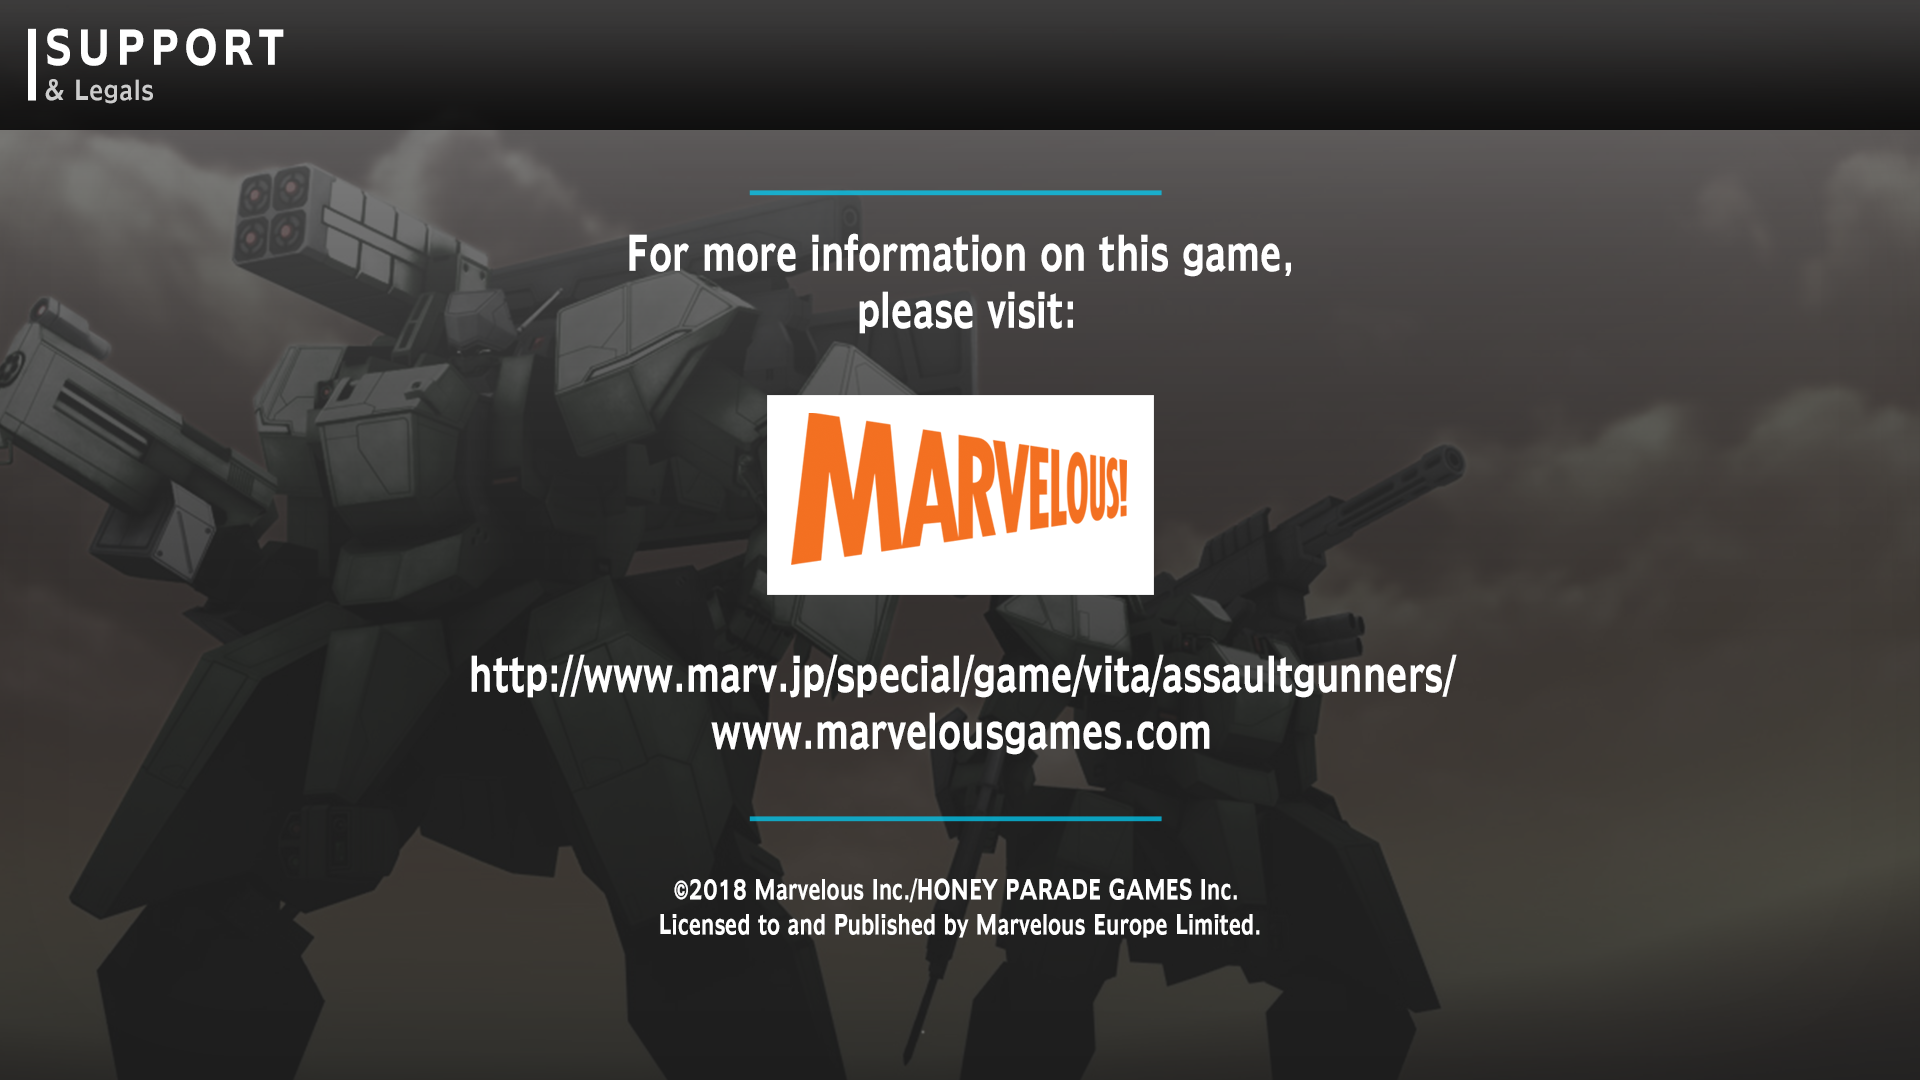 SUPPORT
& Legals
For more information on this game,
please visit:
MARVELOUS!
http://www.marv.jp/special/game/vita/assaultgunners/
www.marvelousgames.com
©2018 Marvelous Inc./HONEY PARADE GAMES Inc.
Licensed to and Published by Marvelous Europe Limited.